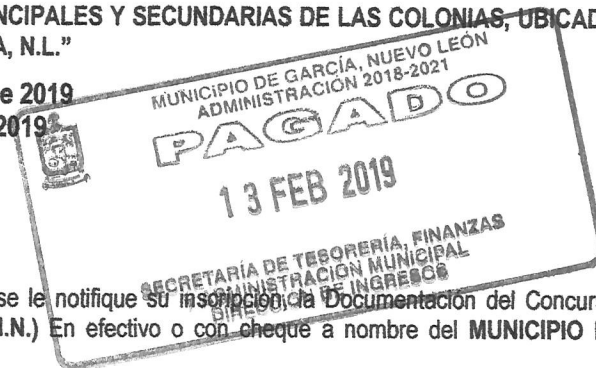 NCIPALES Y SECUNDARIAS DE LAS COLONIAS, UBICAD
A, N.L.”
e 2019
2019
MUNICIPIO DE GARCÍA, NUEVO LEÓN
ADMINISTRACIÓN 2018-2021
PAGADO
13 FEB 2019
SECRETARÍA DE TESORERÍA, FINANZAS
ADMINISTRACIÓN MUNICIPAL
DIRECCIÓN DE INGRESOS
se le notifique su inscripción, la Documentación del Concur
I.N.) En efectivo o con cheque a nombre del MUNICIPIO